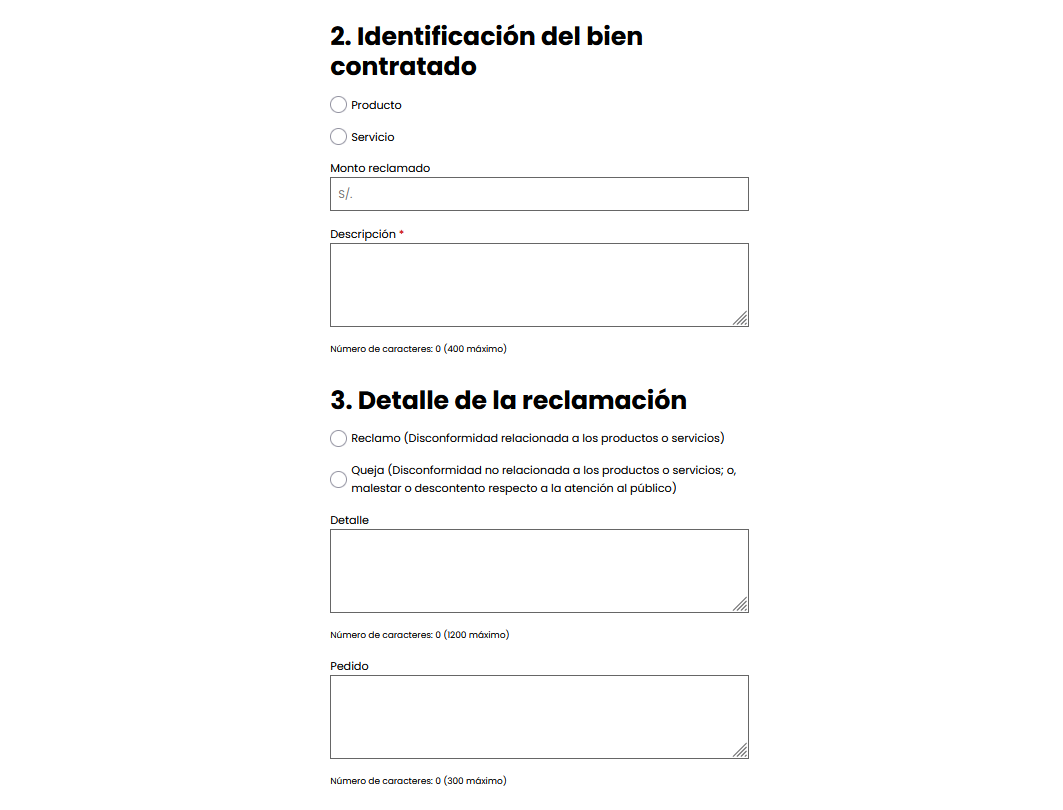 2. Identificación del bien
contratado
Producto
Servicio
Monto reclamado
S/.
Descripción *
Número de caracteres: 0 (400 máximo)
3. Detalle de la reclamación
Reclamo (Disconformidad relacionada a los productos o servicios)
Queja (Disconformidad no relacionada a los productos o servicios; o,
malestar o descontento respecto a la atención al público)
Detalle
Número de caracteres: 0 (1200 máximo)
Pedido
Número de caracteres: 0 (300 máximo)